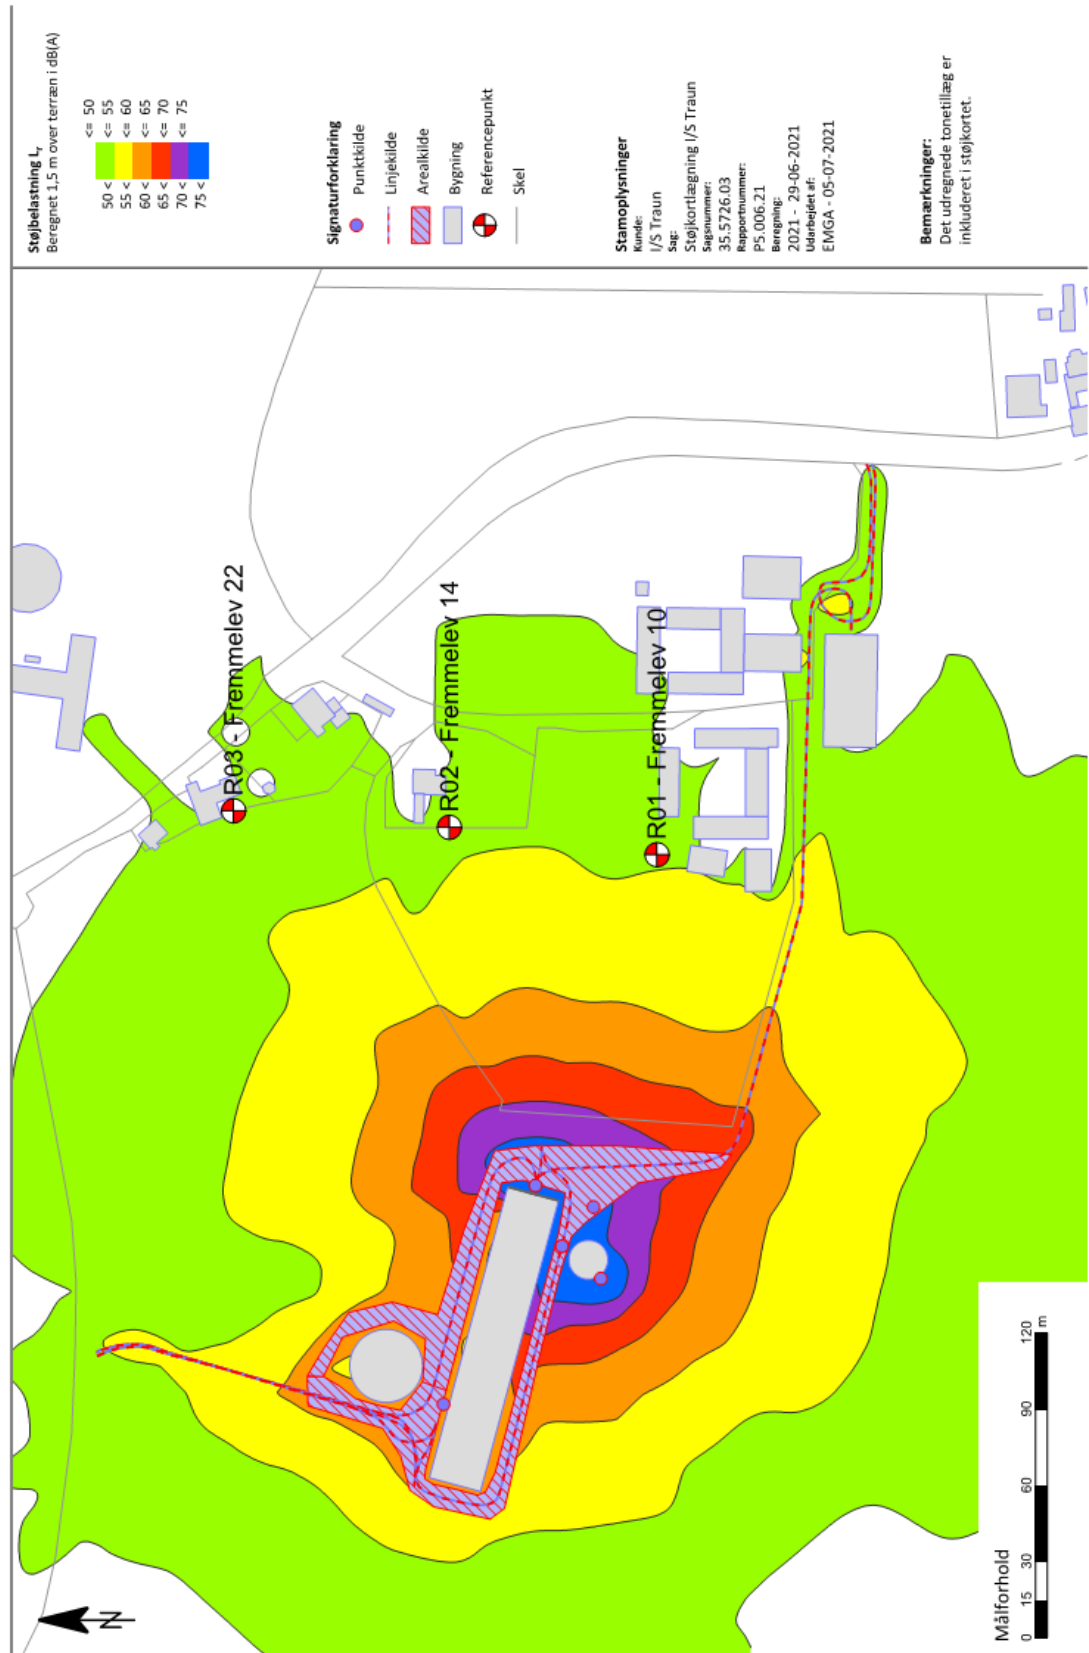 Støjbelastning Lr
Beregnet 1,5 m over terræn i dB(A)
<= 50
50 < <= 55
55 < <= 60
60 < <= 65
65 < <= 70
70 < <= 75
75 <
Signaturforklaring
Punktkilde
Linjekilde
Arealkilde
Bygning
Referencepunkt
Skel
Stamoplysninger
Kunde:
I/S Traun
Sag:
Støjkortlægning I/S Traun
Sagsnummer:
35.5726.03
Rapportnummer:
P5.006.21
Beregning:
2021 - 29-06-2021
Udarbejdet af:
EMGA - 05-07-2021
Bemærkninger:
Det udregnede tonetillæg er
inkluderet i støjkortet.
R03 - Fremmelev 22
R02 - Fremmelev 14
R01 - Fremmelev 10
N
Målforhold
0 15 30 60 90 120
m